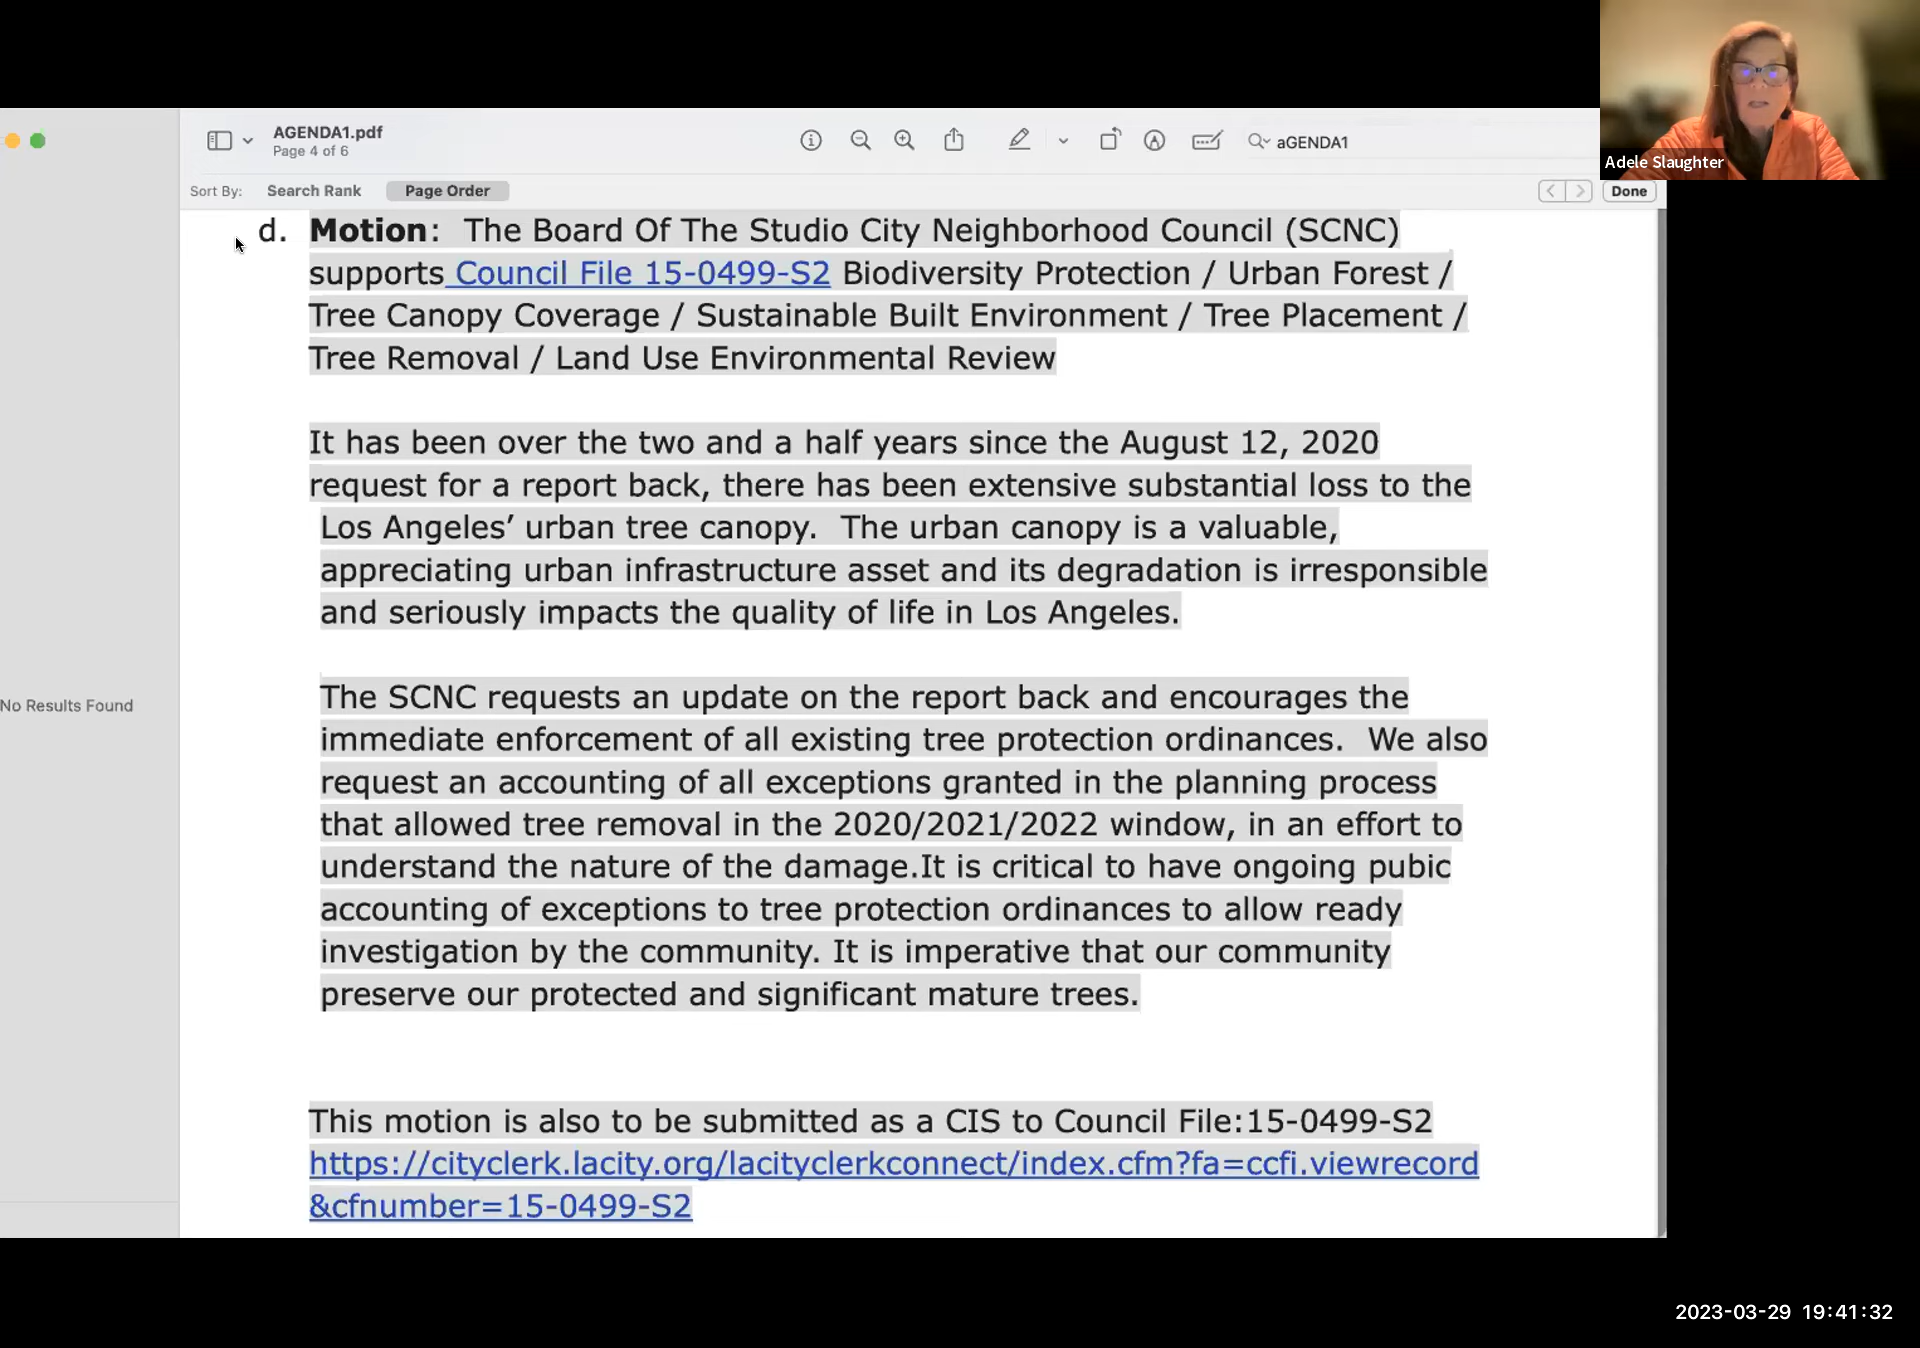 Adele Slaughter
AGENDA1.pdf
Page 4 of 6
aGENDA1
Sort By: Search Rank Page Order Done
d. Motion: The Board Of The Studio City Neighborhood Council (SCNC)
supports Council File 15-0499-S2 Biodiversity Protection / Urban Forest /
Tree Canopy Coverage / Sustainable Built Environment / Tree Placement /
Tree Removal / Land Use Environmental Review
It has been over the two and a half years since the August 12, 2020
request for a report back, there has been extensive substantial loss to the
Los Angeles’ urban tree canopy. The urban canopy is a valuable,
appreciating urban infrastructure asset and its degradation is irresponsible
and seriously impacts the quality of life in Los Angeles.
No Results Found
The SCNC requests an update on the report back and encourages the
immediate enforcement of all existing tree protection ordinances. We also
request an accounting of all exceptions granted in the planning process
that allowed tree removal in the 2020/2021/2022 window, in an effort to
understand the nature of the damage.It is critical to have ongoing pubic
accounting of exceptions to tree protection ordinances to allow ready
investigation by the community. It is imperative that our community
preserve our protected and significant mature trees.
This motion is also to be submitted as a CIS to Council File:15-0499-S2
https://cityclerk.lacity.org/lacityclerkconnect/index.cfm?fa=ccfi.viewrecord
&cfnumber=15-0499-S2
2023-03-29 19:41:32